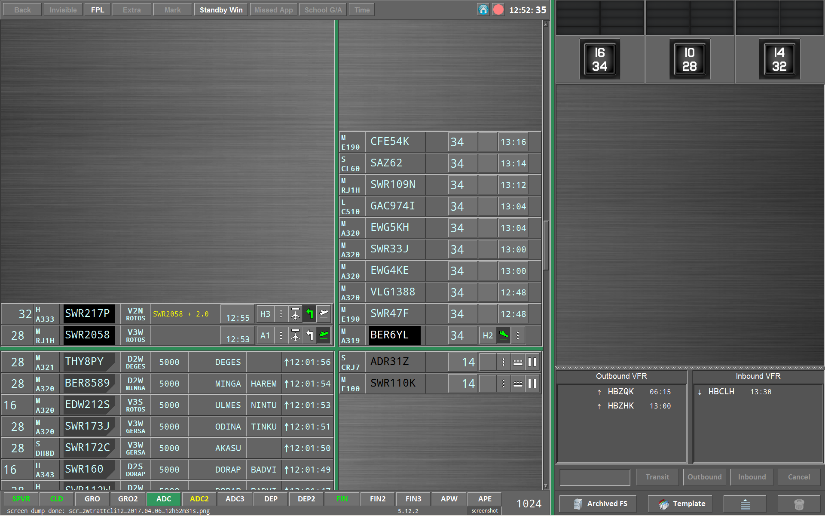 Back Invisible FPL Extra Mark Standby Win Missed App School G/A Time 12:52:35
16 34
10 28
14 32
M E190 CFE54K 34 13:16
S CL60 SAZ62 34 13:14
M RJ1H SWR109N 34 13:12
L C510 GAC974I 34 13:04
M A320 EWG5KH 34 13:04
M A320 SWR33J 34 13:00
M A320 EWG4KE 34 13:00
M A320 VLG1388 34 12:48
M E190 SWR47F 34 12:48
M A319 BER6YL 34 H2
32 H A333 SWR217P V2N ROTOS SWR2058 + 2.0 12:55 H3
28 M RJ1H SWR2058 V3W ROTOS 12:53 A1
28 M A321 THY8PY D2W DEGES 5000 DEGES ↑12:01:56
28 M A320 BER8589 D2W WINGA 5000 WINGA HAREW ↑12:01:54
16 M A320 EDW212S V3S ROTOS 5000 ULMES NINTU ↑12:01:53
28 M A320 SWR173J V3W GERSA 5000 ODINA TINKU ↑12:01:51
28 S DH8D SWR172C V3W GERSA 5000 AKASU ↑12:01:50
16 H A343 SWR160 D2S DORAP 5000 DORAP BADVI ↑12:01:49
S CRJ7 ADR31Z 14
M F100 SWR110K 14
Outbound VFR
↑ HBZQK 06:15
↑ HBZHK 13:00
Inbound VFR
↓ HBCLH 13:30
Transit Outbound Inbound Cancel
Archived FS Template
SPVR CLD GRO GRO2 ADC ADC2 ADC3 DEP DEP2 FIN FIN2 FIN3 APW APE 1024
screen dump done: 5.13.2 screenshot